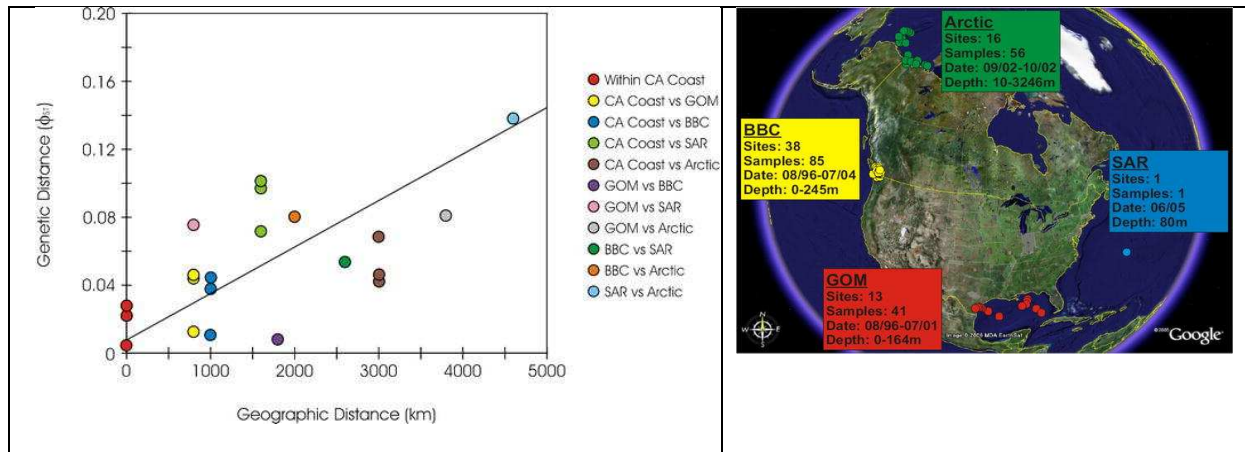 0.20
0.16
0.12
0.08
0.04
0
Genetic Distance (ϕST)
0
1000
2000
3000
4000
5000
Geographic Distance (km)
Within CA Coast
CA Coast vs GOM
CA Coast vs BBC
CA Coast vs SAR
CA Coast vs Arctic
GOM vs BBC
GOM vs SAR
GOM vs Arctic
BBC vs SAR
BBC vs Arctic
SAR vs Arctic
Arctic
Sites: 16
Samples: 56
Date: 09/02-10/02
Depth: 10-3246m
BBC
Sites: 38
Samples: 85
Date: 08/96-07/04
Depth: 0-245m
SAR
Sites: 1
Samples: 1
Date: 06/05
Depth: 80m
GOM
Sites: 13
Samples: 41
Date: 08/96-07/01
Depth: 0-164m
N
W
E
S
Google